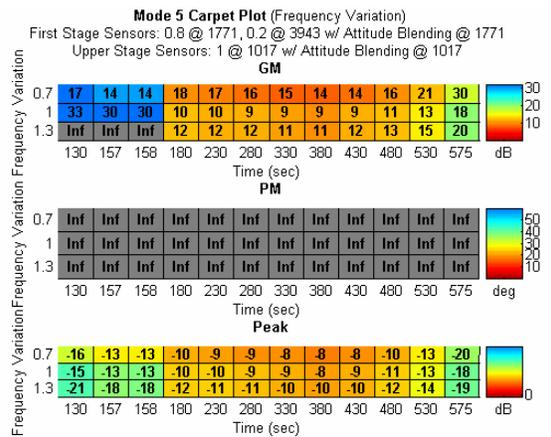 Mode 5 Carpet Plot (Frequency Variation)
First Stage Sensors: 0.8 @ 1771, 0.2 @ 3943 w/ Attitude Blending @ 1771
Upper Stage Sensors: 1 @ 1017 w/ Attitude Blending @ 1017
GM
Frequency Variation
0.7 17 14 14 18 17 16 15 14 14 16 21 30
1 33 30 30 10 10 9 9 9 9 11 13 18
1.3 Inf Inf Inf 12 12 12 11 11 12 13 15 20
130 157 158 180 230 280 330 380 430 480 530 575
Time (sec)
30
20
10
dB
PM
Frequency Variation
0.7 Inf Inf Inf Inf Inf Inf Inf Inf Inf Inf Inf Inf
1 Inf Inf Inf Inf Inf Inf Inf Inf Inf Inf Inf Inf
1.3 Inf Inf Inf Inf Inf Inf Inf Inf Inf Inf Inf Inf
130 157 158 180 230 280 330 380 430 480 530 575
Time (sec)
50
40
30
20
10
deg
Peak
Frequency Variation
0.7 -16 -13 -13 -10 -9 -9 -8 -8 -8 -10 -13 -20
1 -15 -13 -13 -10 -10 -9 -9 -8 -9 -11 -13 -18
1.3 -21 -18 -18 -12 -11 -11 -10 -10 -10 -12 -14 -19
130 157 158 180 230 280 330 380 430 480 530 575
Time (sec)
0
dB